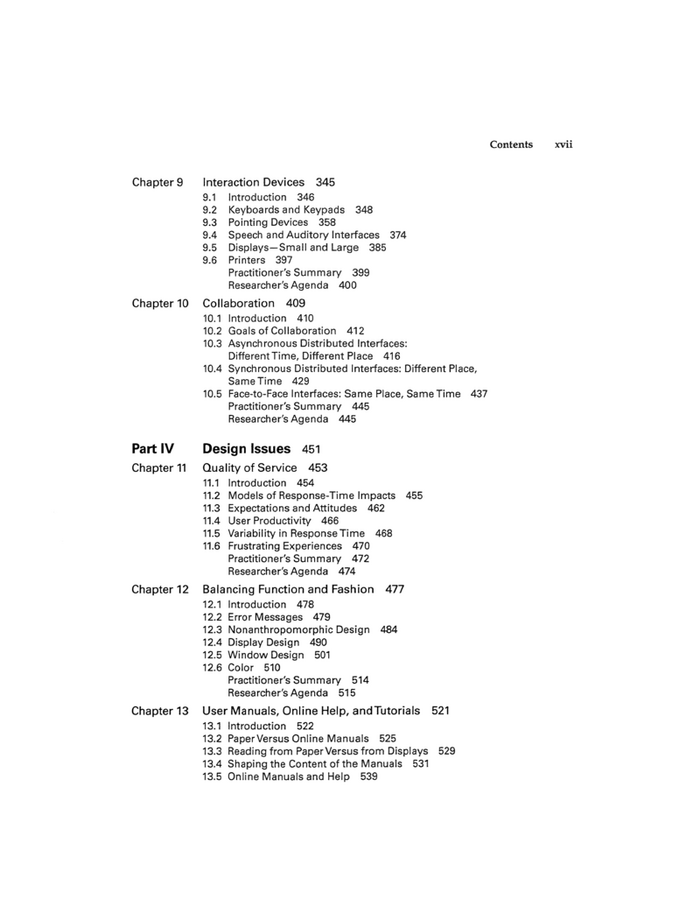 Contents xvii
Chapter 9 Interaction Devices 345
9.1 Introduction 346
9.2 Keyboards and Keypads 348
9.3 Pointing Devices 358
9.4 Speech and Auditory Interfaces 374
9.5 Displays—Small and Large 385
9.6 Printers 397
Practitioner's Summary 399
Researcher's Agenda 400
Chapter 10 Collaboration 409
10.1 Introduction 410
10.2 Goals of Collaboration 412
10.3 Asynchronous Distributed Interfaces:
Different Time, Different Place 416
10.4 Synchronous Distributed Interfaces: Different Place,
Same Time 429
10.5 Face-to-Face Interfaces: Same Place, Same Time 437
Practitioner's Summary 445
Researcher's Agenda 445
Part IV Design Issues 451
Chapter 11 Quality of Service 453
11.1 Introduction 454
11.2 Models of Response-Time Impacts 455
11.3 Expectations and Attitudes 462
11.4 User Productivity 466
11.5 Variability in Response Time 468
11.6 Frustrating Experiences 470
Practitioner's Summary 472
Researcher's Agenda 474
Chapter 12 Balancing Function and Fashion 477
12.1 Introduction 478
12.2 Error Messages 479
12.3 Nonanthropomorphic Design 484
12.4 Display Design 490
12.5 Window Design 501
12.6 Color 510
Practitioner's Summary 514
Researcher's Agenda 515
Chapter 13 User Manuals, Online Help, and Tutorials 521
13.1 Introduction 522
13.2 Paper Versus Online Manuals 525
13.3 Reading from Paper Versus from Displays 529
13.4 Shaping the Content of the Manuals 531
13.5 Online Manuals and Help 539